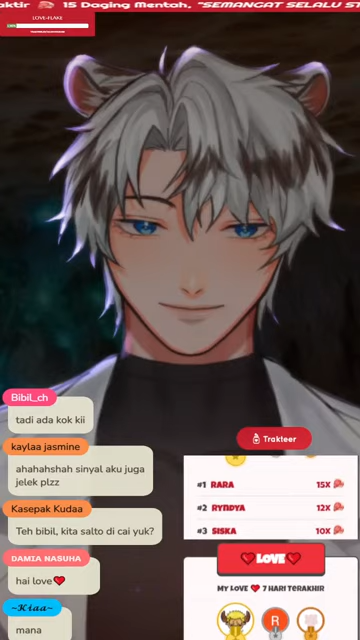 aktir 15 Daging Mentah, "SEMANGAT SELALU ST
LOVE-FLAKE
Bibil_ch
tadi ada kok kii
kaylaa jasmine
ahahahshah sinyal aku juga
jelek plzz
Kasepak Kudaa
Teh bibil, kita salto di cai yuk?
DAMIA NASUHA
hai love❤️
~Kiaa~
mana
Trakteer
#1 RARA 15X
#2 RYNDYA 12X
#3 SISKA 10X
❤️LOVE❤️
MY LOVE ❤️ 7 HARI TERAKHIR
R